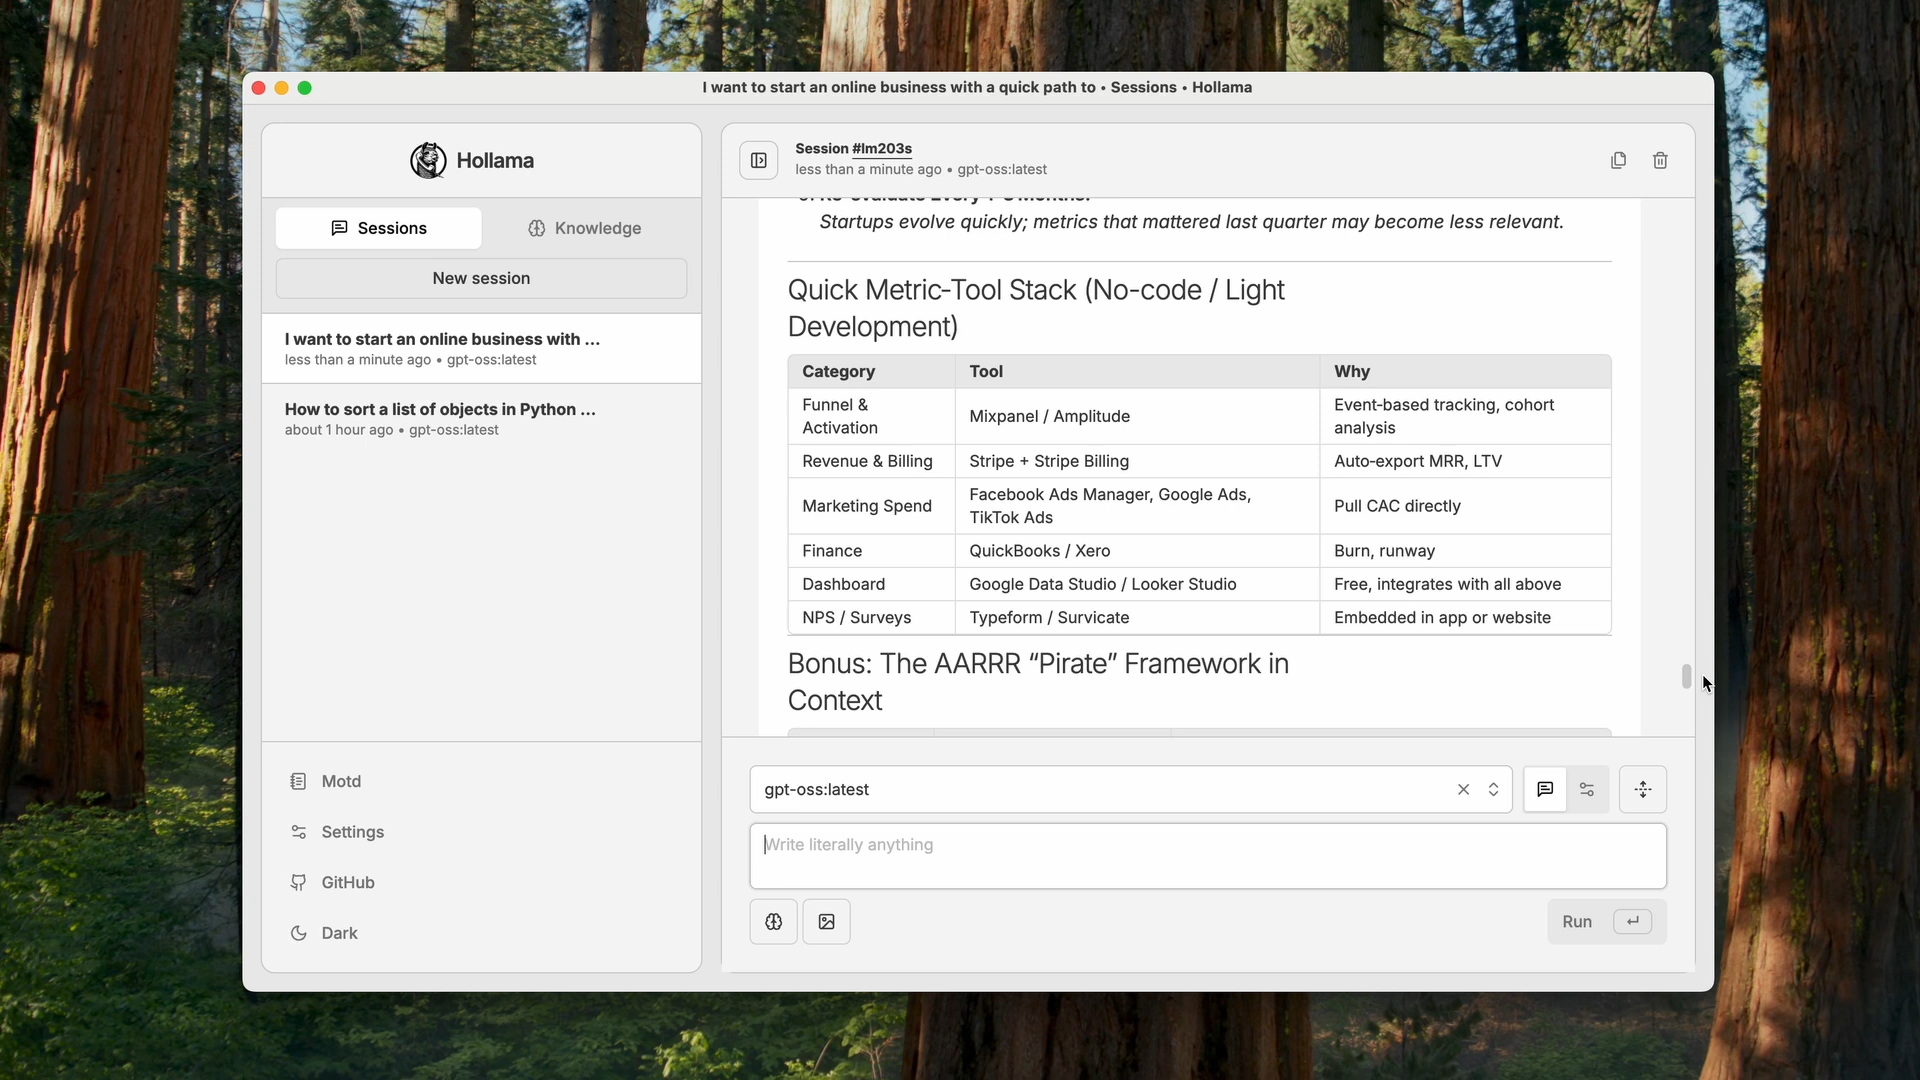 I want to start an online business with a quick path to • Sessions • Hollama
Hollama
Sessions
Knowledge
New session
I want to start an online business with ...
less than a minute ago • gpt-oss:latest
How to sort a list of objects in Python ...
about 1 hour ago • gpt-oss:latest
Motd
Settings
GitHub
Dark
Session #lm203s
less than a minute ago • gpt-oss:latest
Startups evolve quickly; metrics that mattered last quarter may become less relevant.
Quick Metric-Tool Stack (No-code / Light
Development)
Category Tool Why
Funnel &
Activation
Mixpanel / Amplitude
Event-based tracking, cohort
analysis
Revenue & Billing Stripe + Stripe Billing Auto-export MRR, LTV
Marketing Spend
Facebook Ads Manager, Google Ads,
TikTok Ads
Pull CAC directly
Finance QuickBooks / Xero Burn, runway
Dashboard Google Data Studio / Looker Studio Free, integrates with all above
NPS / Surveys Typeform / Survicate Embedded in app or website
Bonus: The AARRR “Pirate” Framework in
Context
gpt-oss:latest
Write literally anything
Run